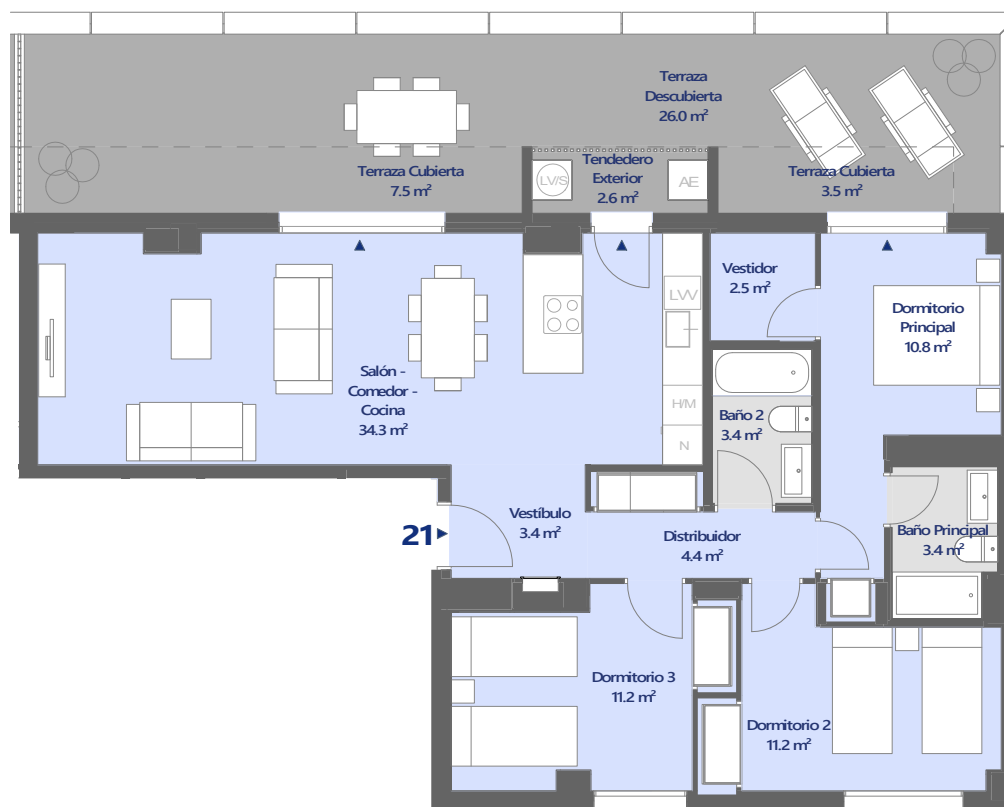 Terraza
Descubierta
26.0 m²
Terraza Cubierta
7.5 m²
LV/S
Tendedero
Exterior
2.6 m²
AE
Terraza Cubierta
3.5 m²
Vestidor
2.5 m²
LVV
Dormitorio
Principal
10.8 m²
Salón -
Comedor -
Cocina
34.3 m²
H/M
N
Baño 2
3.4 m²
21
Vestíbulo
3.4 m²
Distribuidor
4.4 m²
Baño Principal
3.4 m²
Dormitorio 3
11.2 m²
Dormitorio 2
11.2 m²